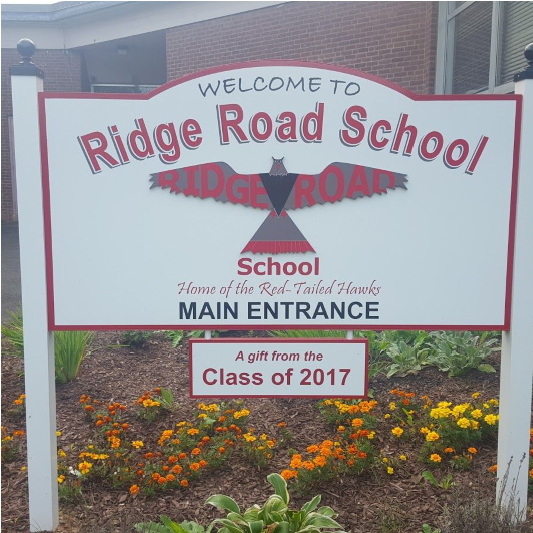 WELCOME TO
Ridge Road School
RIDGE ROAD
School
Home of the Red-Tailed Hawks
MAIN ENTRANCE
A gift from the
Class of 2017